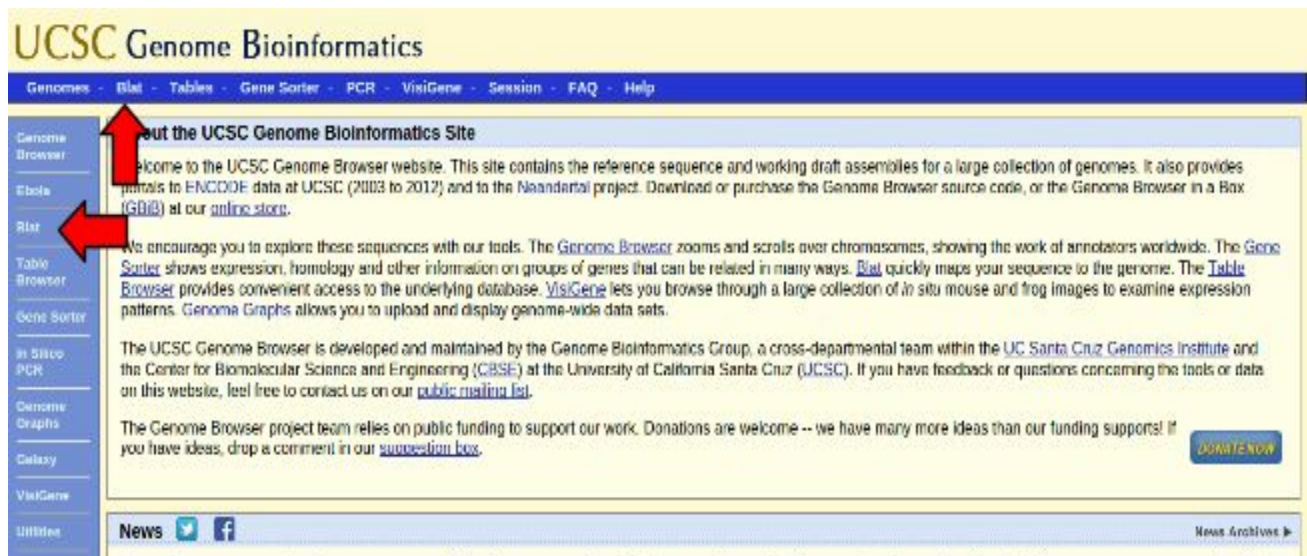 UCSC Genome Bioinformatics
Genomes - Blat - Tables - Gene Sorter - PCR - VisiGene - Session - FAQ - Help
Genome
Browser
Ebola
Blat
Table
Browser
Gene Sorter
In Silico
PCR
Genome
Graphs
Galaxy
VisiGene
Utilities
out the UCSC Genome Bioinformatics Site
elcome to the UCSC Genome Browser website. This site contains the reference sequence and working draft assemblies for a large collection of genomes. It also provides
portals to ENCODE data at UCSC (2003 to 2012) and to the Neandertal project. Download or purchase the Genome Browser source code, or the Genome Browser in a Box
(GBiB) at our online store.
We encourage you to explore these sequences with our tools. The Genome Browser zooms and scrolls over chromosomes, showing the work of annotators worldwide. The Gene
Sorter shows expression, homology and other information on groups of genes that can be related in many ways. Blat quickly maps your sequence to the genome. The Table
Browser provides convenient access to the underlying database. VisiGene lets you browse through a large collection of in situ mouse and frog images to examine expression
patterns. Genome Graphs allows you to upload and display genome-wide data sets.
The UCSC Genome Browser is developed and maintained by the Genome Bioinformatics Group, a cross-departmental team within the UC Santa Cruz Genomics Institute and
the Center for Biomolecular Science and Engineering (CBSE) at the University of California Santa Cruz (UCSC). If you have feedback or questions concerning the tools or data
on this website, feel free to contact us on our public mailing list.
The Genome Browser project team relies on public funding to support our work. Donations are welcome -- we have many more ideas than our funding supports! If
you have ideas, drop a comment in our suggestion box.
DONATE NOW
News
News Archives ▶